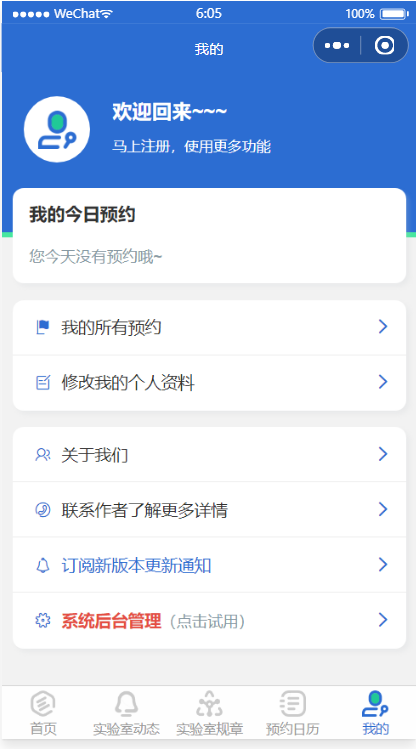 WeChat 6:05 100%
我的
欢迎回来~~~
马上注册，使用更多功能
我的今日预约
您今天没有预约哦~
我的所有预约
修改我的个人资料
关于我们
联系作者了解更多详情
订阅新版本更新通知
系统后台管理（点击试用）
首页 实验室动态 实验室规章 预约日历 我的